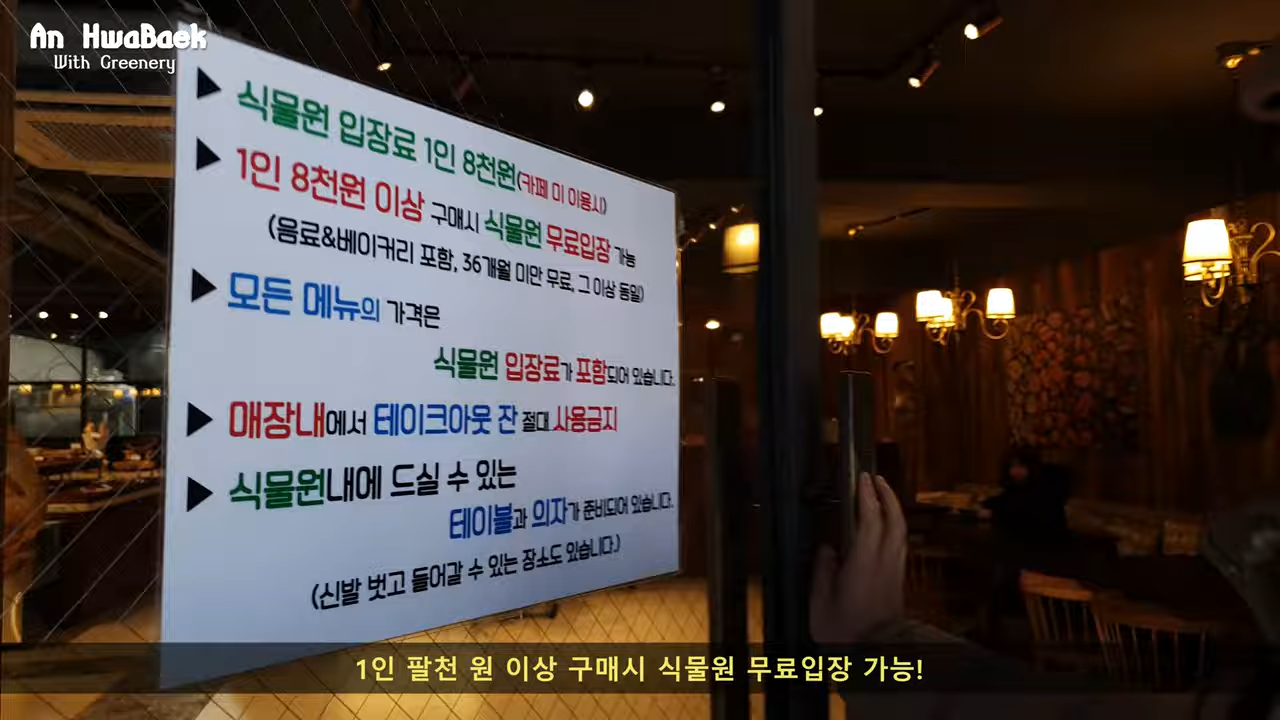 An HwaBaek
With Greenery
▶ 식물원 입장료 1인 8천원(카페 미 이용시)
▶ 1인 8천원 이상 구매시 식물원 무료입장 가능
(음료&베이커리 포함, 36개월 미만 무료, 그 이상 동일)
▶ 모든 메뉴의 가격은
식물원 입장료가 포함되어 있습니다.
▶ 매장내에서 테이크아웃 잔 절대 사용금지
▶ 식물원내에 드실 수 있는
테이블과 의자가 준비되어 있습니다.
(신발 벗고 들어갈 수 있는 장소도 있습니다.)
1인 팔천 원 이상 구매시 식물원 무료입장 가능!